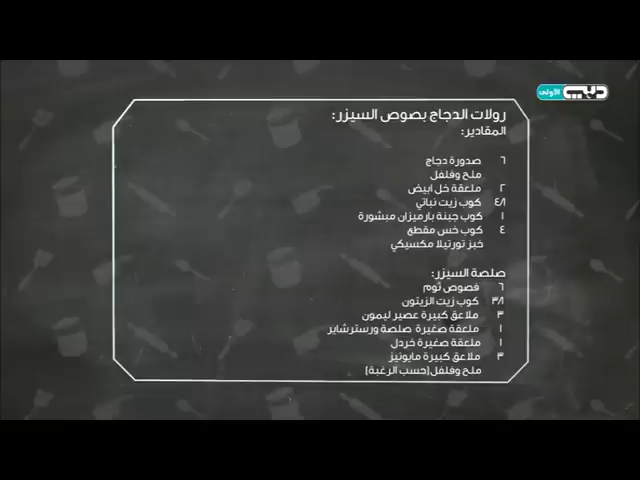 دبي الأولى
رولات الدجاج بصوص السيزر:
المقادير:
٦ صدورة دجاج
ملح وفلفل
٢ ملعقة خل ابيض
٤/١ كوب زيت نباتي
١ كوب جبنة بارميزان مبشورة
٤ كوب خس مقطع
خبز تورتيلا مكسيكي
صلصة السيزر:
٦ فصوص ثوم
٣/١ كوب زيت الزيتون
٣ ملاعق كبيرة عصير ليمون
١ ملعقة صغيرة صلصة ورسترشاير
١ ملعقة صغيرة خردل
٣ ملاعق كبيرة مايونيز
ملح وفلفل(حسب الرغبة)